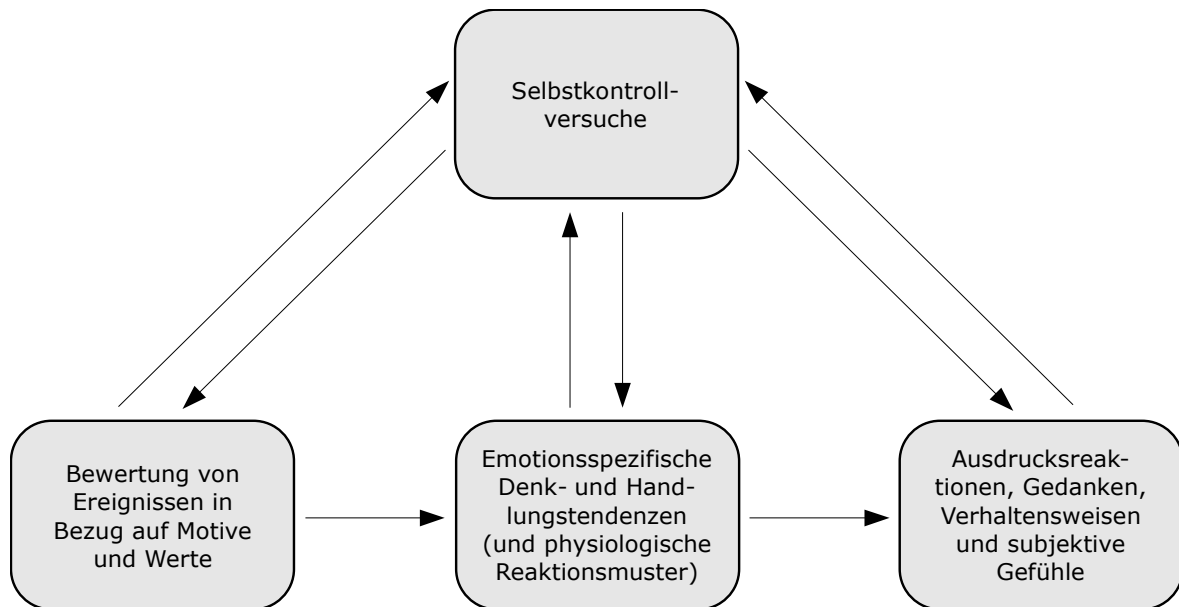 Selbstkontroll-
versuche
Bewertung von
Ereignissen in
Bezug auf Motive
und Werte
Emotionsspezifische
Denk- und Hand-
lungstendenzen
(und physiologische
Reaktionsmuster)
Ausdrucksreak-
tionen, Gedanken,
Verhaltensweisen
und subjektive
Gefühle